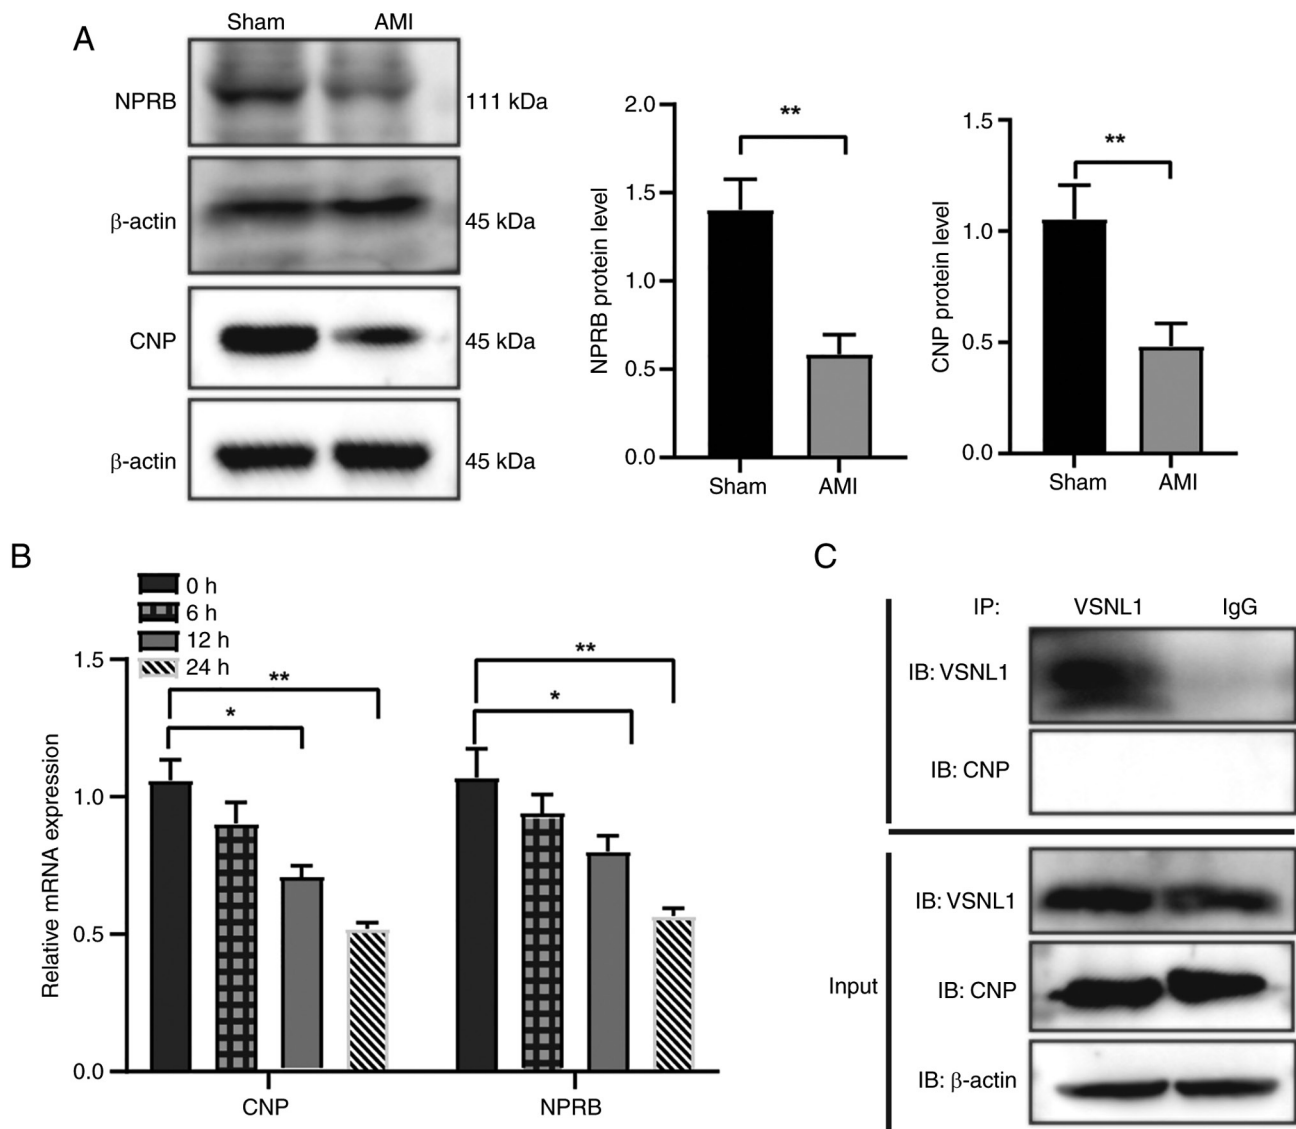 A
Sham AMI
NPRB 111 kDa
β-actin 45 kDa
CNP 45 kDa
β-actin 45 kDa
NPRB protein level
2.0
1.5
1.0
0.5
0.0
**
Sham AMI
CNP protein level
1.5
1.0
0.5
0.0
**
Sham AMI
B
0 h
6 h
12 h
24 h
Relative mRNA expression
1.5
1.0
0.5
0.0
**
*
**
*
CNP NPRB
C
IP: VSNL1 IgG
IB: VSNL1
IB: CNP
Input
IB: VSNL1
IB: CNP
IB: β-actin